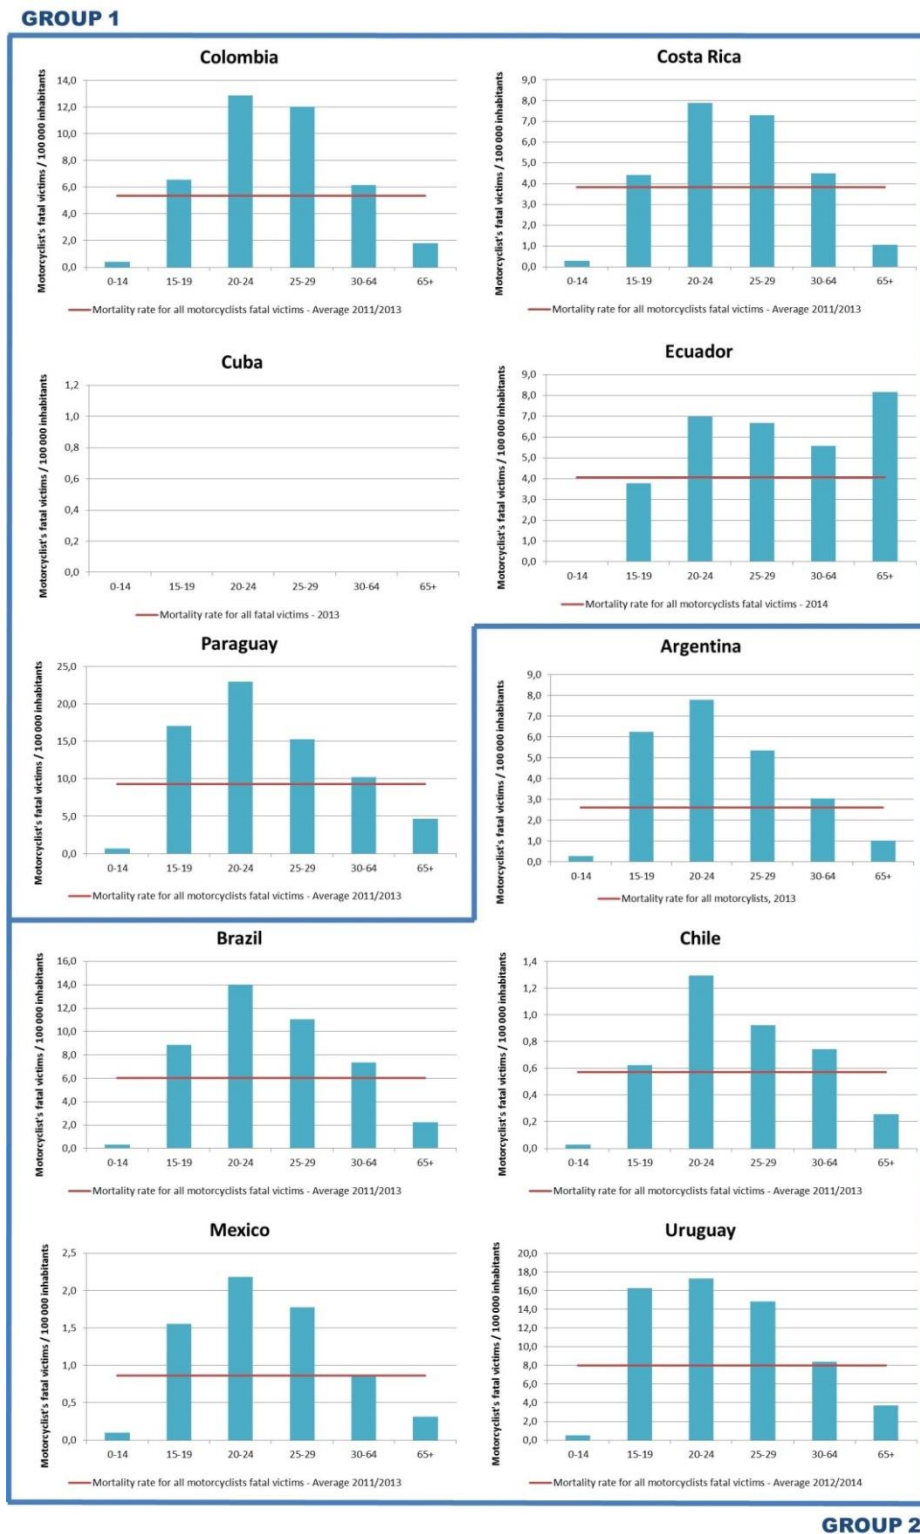 GROUP 1
Colombia
Motorcyclist's fatal victims / 100 000 inhabitants
14,0
12,0
10,0
8,0
6,0
4,0
2,0
0,0
0-14 15-19 20-24 25-29 30-64 65+
Mortality rate for all motorcyclists fatal victims - Average 2011/2013
Costa Rica
Motorcyclist's fatal victims / 100 000 inhabitants
9,0
8,0
7,0
6,0
5,0
4,0
3,0
2,0
1,0
0,0
0-14 15-19 20-24 25-29 30-64 65+
Mortality rate for all motorcyclists fatal victims - Average 2011/2013
Cuba
Motorcyclist's fatal victims / 100 000 inhabitants
1,2
1,0
0,8
0,6
0,4
0,2
0,0
0-14 15-19 20-24 25-29 30-64 65+
Mortality rate for all fatal victims - 2013
Ecuador
Motorcyclist's fatal victims / 100 000 inhabitants
9,0
8,0
7,0
6,0
5,0
4,0
3,0
2,0
1,0
0,0
0-14 15-19 20-24 25-29 30-64 65+
Mortality rate for all motorcyclists fatal victims - 2014
Paraguay
Motorcyclist's fatal victims / 100 000 inhabitants
25,0
20,0
15,0
10,0
5,0
0,0
0-14 15-19 20-24 25-29 30-64 65+
Mortality rate for all motorcyclists fatal victims - Average 2011/2013
Argentina
Motorcyclist's fatal victims / 100 000 inhabitants
9,0
8,0
7,0
6,0
5,0
4,0
3,0
2,0
1,0
0,0
0-14 15-19 20-24 25-29 30-64 65+
Mortality rate for all motorcylists, 2013
Brazil
Motorcyclist's fatal victims / 100 000 inhabitants
16,0
14,0
12,0
10,0
8,0
6,0
4,0
2,0
0,0
0-14 15-19 20-24 25-29 30-64 65+
Mortality rate for all motorcyclists fatal victims - Average 2011/2013
Chile
Motorcyclist's fatal victims / 100 000 inhabitants
1,4
1,2
1,0
0,8
0,6
0,4
0,2
0,0
0-14 15-19 20-24 25-29 30-64 65+
Mortality rate for all motorcyclists fatal victims - Average 2011/2013
Mexico
Motorcyclist's fatal victims / 100 000 inhabitants
2,5
2,0
1,5
1,0
0,5
0,0
0-14 15-19 20-24 25-29 30-64 65+
Mortality rate for all motorcyclists fatal victims - Average 2011/2013
Uruguay
Motorcyclist's fatal victims / 100 000 inhabitants
20,0
18,0
16,0
14,0
12,0
10,0
8,0
6,0
4,0
2,0
0,0
0-14 15-19 20-24 25-29 30-64 65+
Mortality rate for all motorcyclists fatal victims - Average 2012/2014
GROUP 2